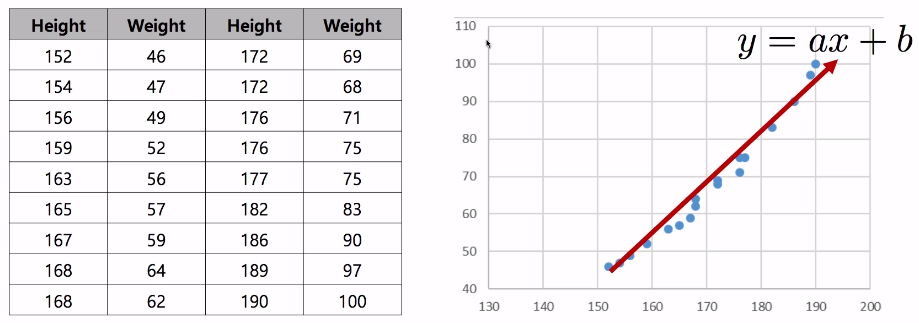 Height Weight Height Weight
152 46 172 69
154 47 172 68
156 49 176 71
159 52 176 75
163 56 177 75
165 57 182 83
167 59 186 90
168 64 189 97
168 62 190 100
110
y = ax + b
100
90
80
70
60
50
40
130 140 150 160 170 180 190 200